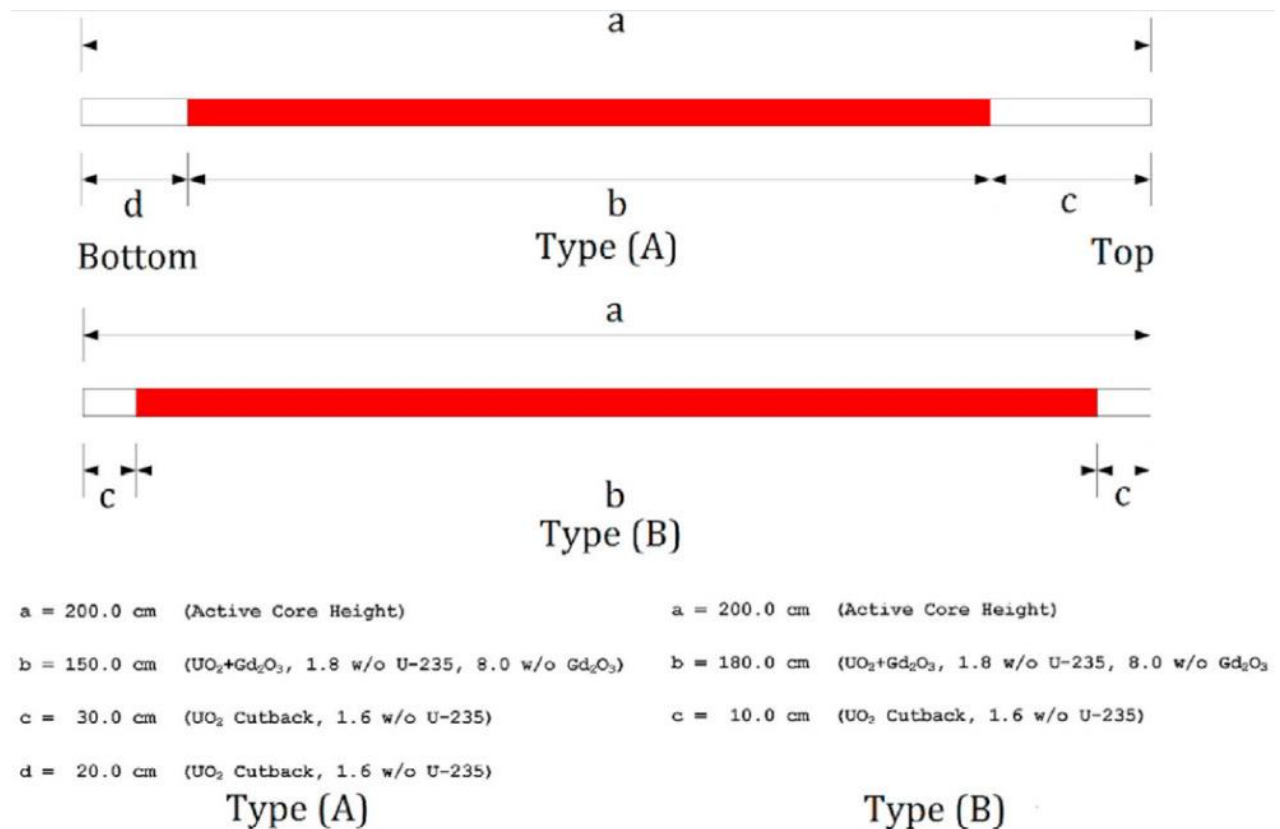 a
d b c
Bottom Type (A) Top
a
c b c
Type (B)
a = 200.0 cm (Active Core Height)
b = 150.0 cm (UO₂+Gd₂O₃, 1.8 w/o U-235, 8.0 w/o Gd₂O₃)
c = 30.0 cm (UO₂ Cutback, 1.6 w/o U-235)
d = 20.0 cm (UO₂ Cutback, 1.6 w/o U-235)
Type (A)
a = 200.0 cm (Active Core Height)
b = 180.0 cm (UO₂+Gd₂O₃, 1.8 w/o U-235, 8.0 w/o Gd₂O₃
c = 10.0 cm (UO₂ Cutback, 1.6 w/o U-235)
Type (B)